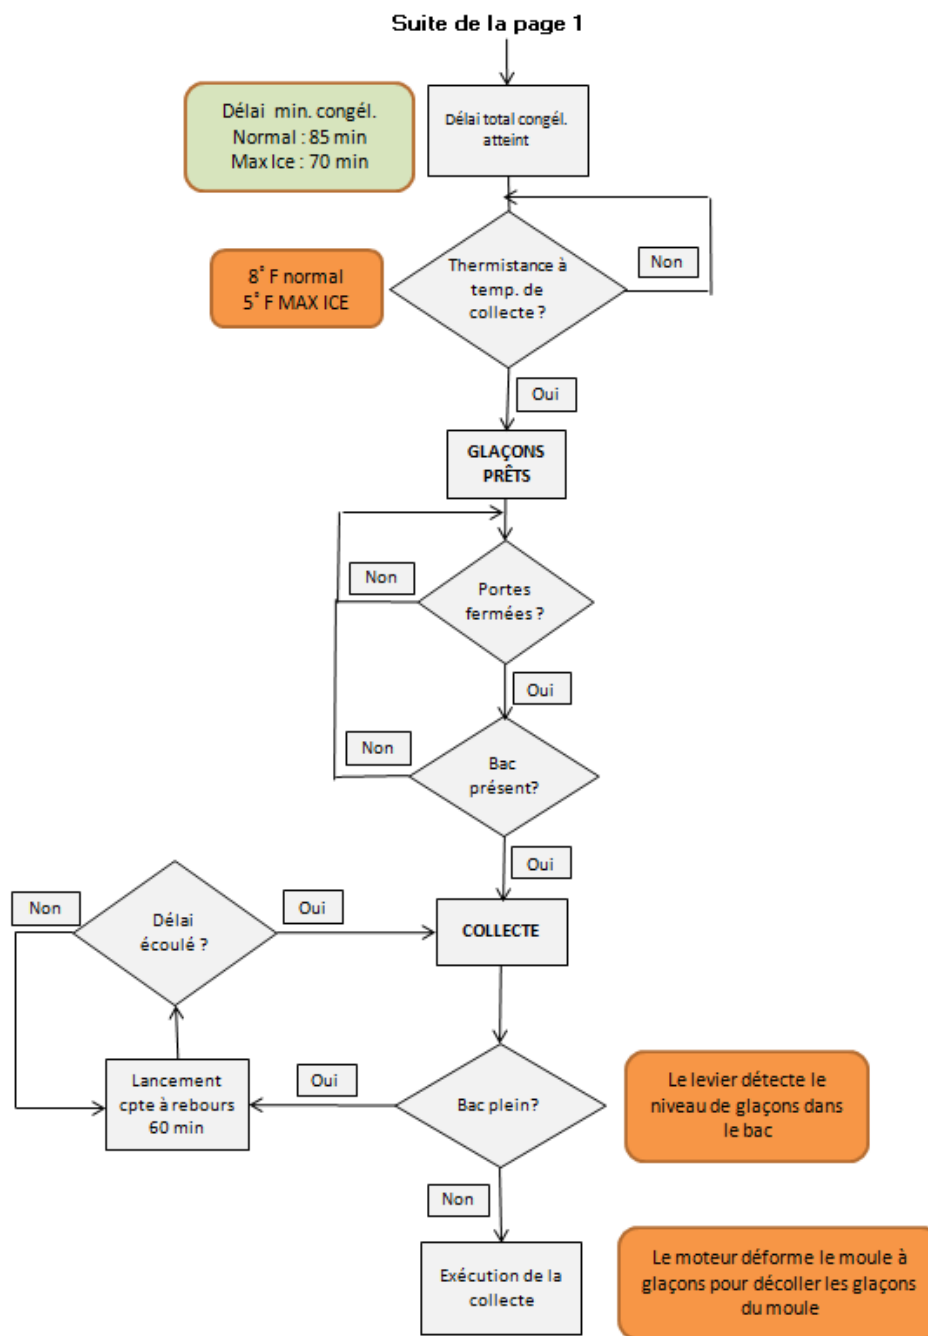 Suite de la page 1
Délai  min. congél.
Normal : 85 min
Max Ice : 70 min
Délai total congél.
atteint
8° F normal
5° F MAX ICE
Thermistance à
temp. de
collecte ?
Non
Oui
GLAÇONS
PRÊTS
Non
Portes
fermées ?
Oui
Non
Bac
présent?
Oui
Non
Délai
écoulé ?
Oui
COLLECTE
Lancement
cpte à rebours
60 min
Oui
Bac plein?
Le levier détecte le
niveau de glaçons dans
le bac
Non
Exécution de la
collecte
Le moteur déforme le moule à
glaçons pour décoller les glaçons
du moule